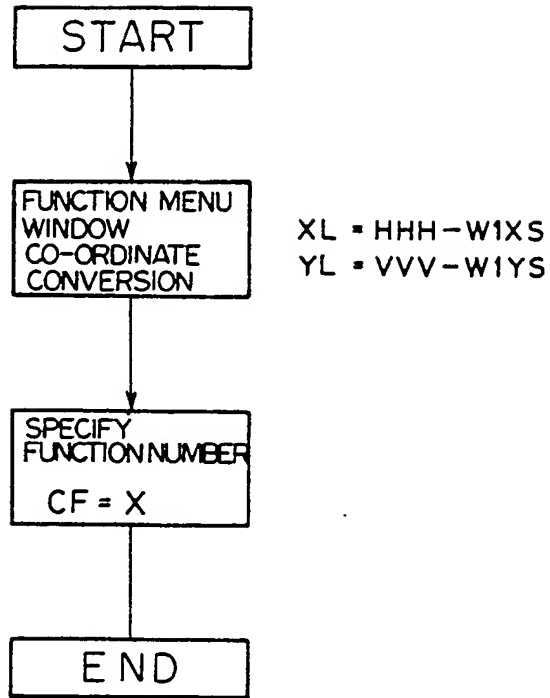 START
FUNCTION MENU
WINDOW
CO-ORDINATE
CONVERSION
XL = HHH-W1XS
YL = VVV-W1YS
SPECIFY
FUNCTION NUMBER
CF = X
END